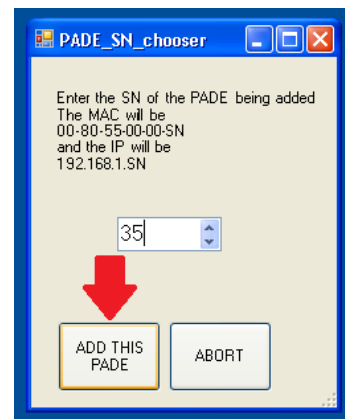 PADE_SN_chooser
Enter the SN of the PADE being added
The MAC will be
00-80-55-00-00-SN
and the IP will be
192.168.1.SN
35
ADD THIS
PADE
ABORT